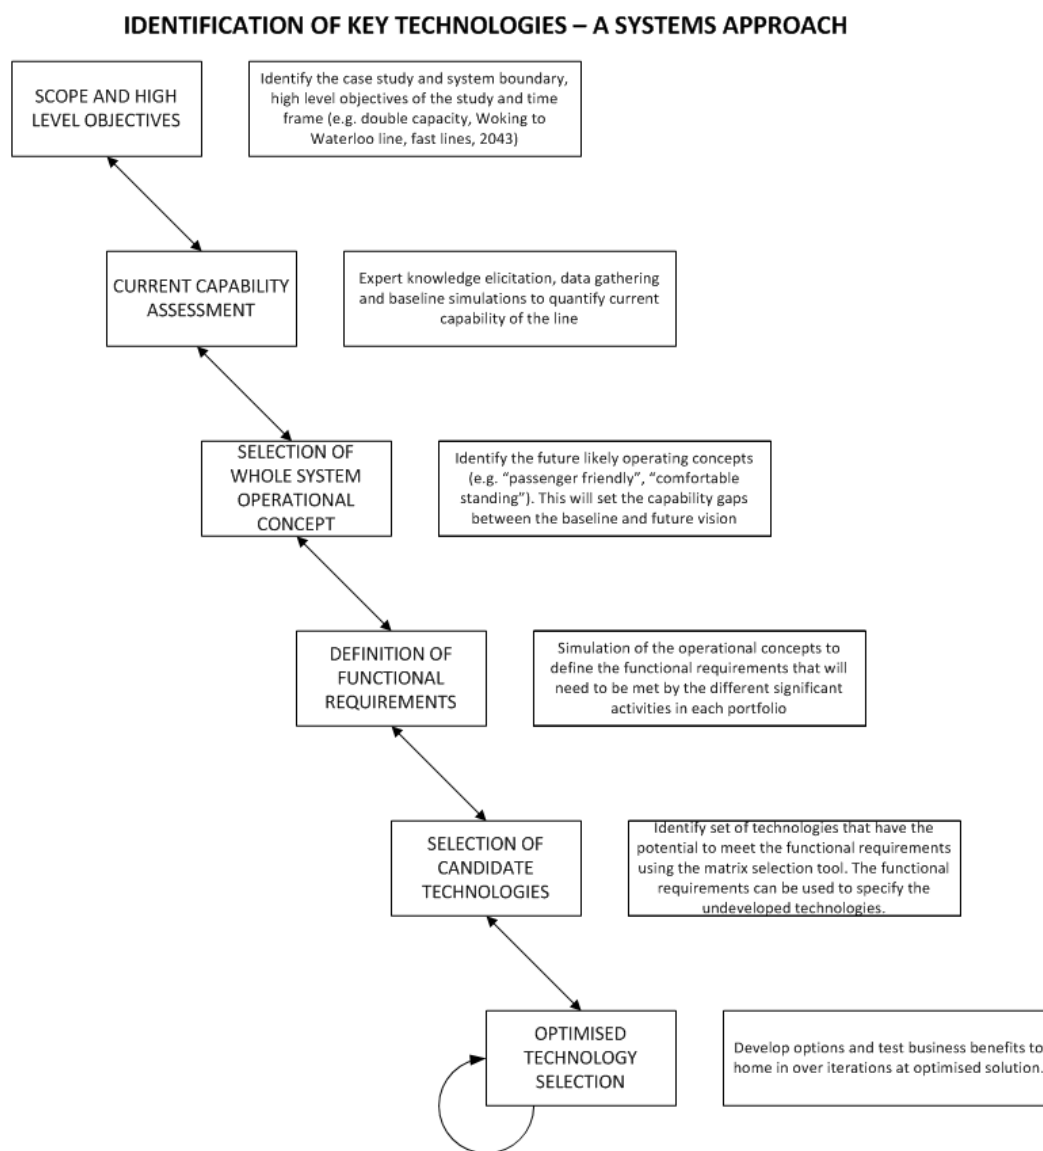 IDENTIFICATION OF KEY TECHNOLOGIES – A SYSTEMS APPROACH
SCOPE AND HIGH
LEVEL OBJECTIVES
Identify the case study and system boundary,
high level objectives of the study and time
frame (e.g. double capacity, Woking to
Waterloo line, fast lines, 2043)
CURRENT CAPABILITY
ASSESSMENT
Expert knowledge elicitation, data gathering
and baseline simulations to quantify current
capability of the line
SELECTION OF
WHOLE SYSTEM
OPERATIONAL
CONCEPT
Identify the future likely operating concepts
(e.g. “passenger friendly”, “comfortable
standing”). This will set the capability gaps
between the baseline and future vision
DEFINITION OF
FUNCTIONAL
REQUIREMENTS
Simulation of the operational concepts to
define the functional requirements that will
need to be met by the different significant
activities in each portfolio
SELECTION OF
CANDIDATE
TECHNOLOGIES
Identify set of technologies that have the
potential to meet the functional requirements
using the matrix selection tool. The functional
requirements can be used to specify the
undeveloped technologies.
OPTIMISED
TECHNOLOGY
SELECTION
Develop options and test business benefits to
home in over iterations at optimised solution.